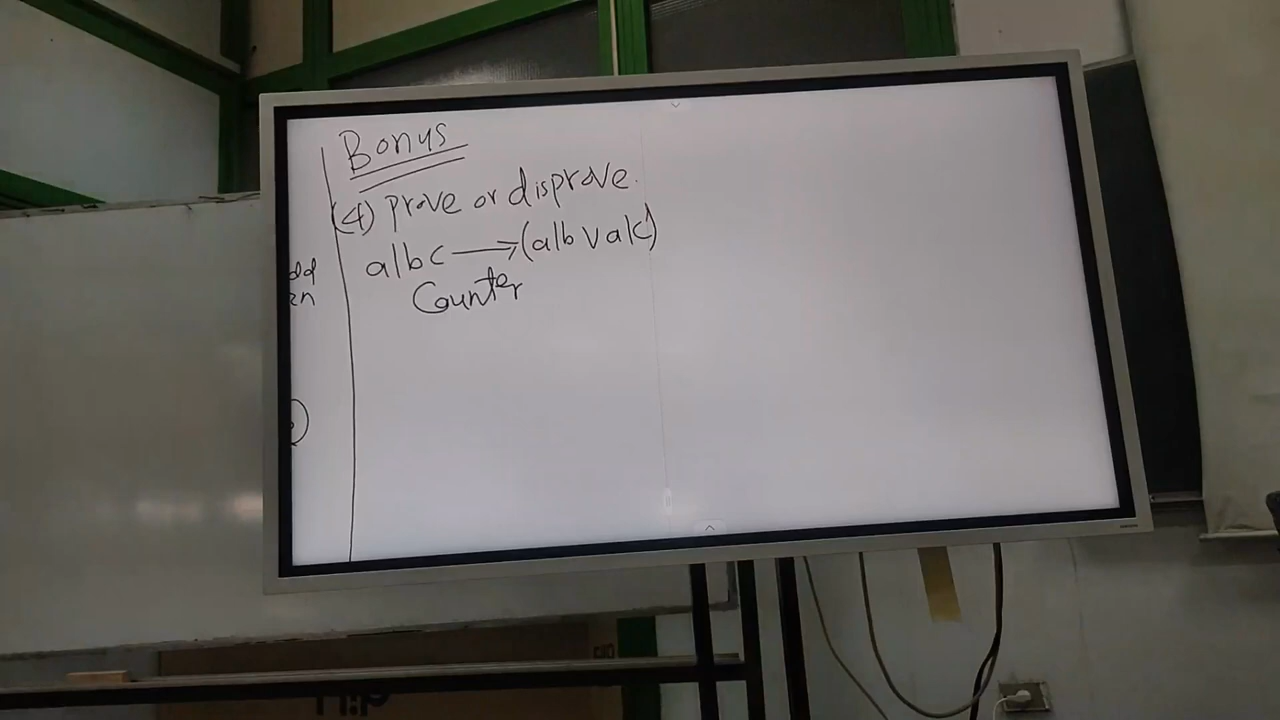 Bonus
(4) prove or disprove.
a|bc → (a|b ∨ a|c)
Counter